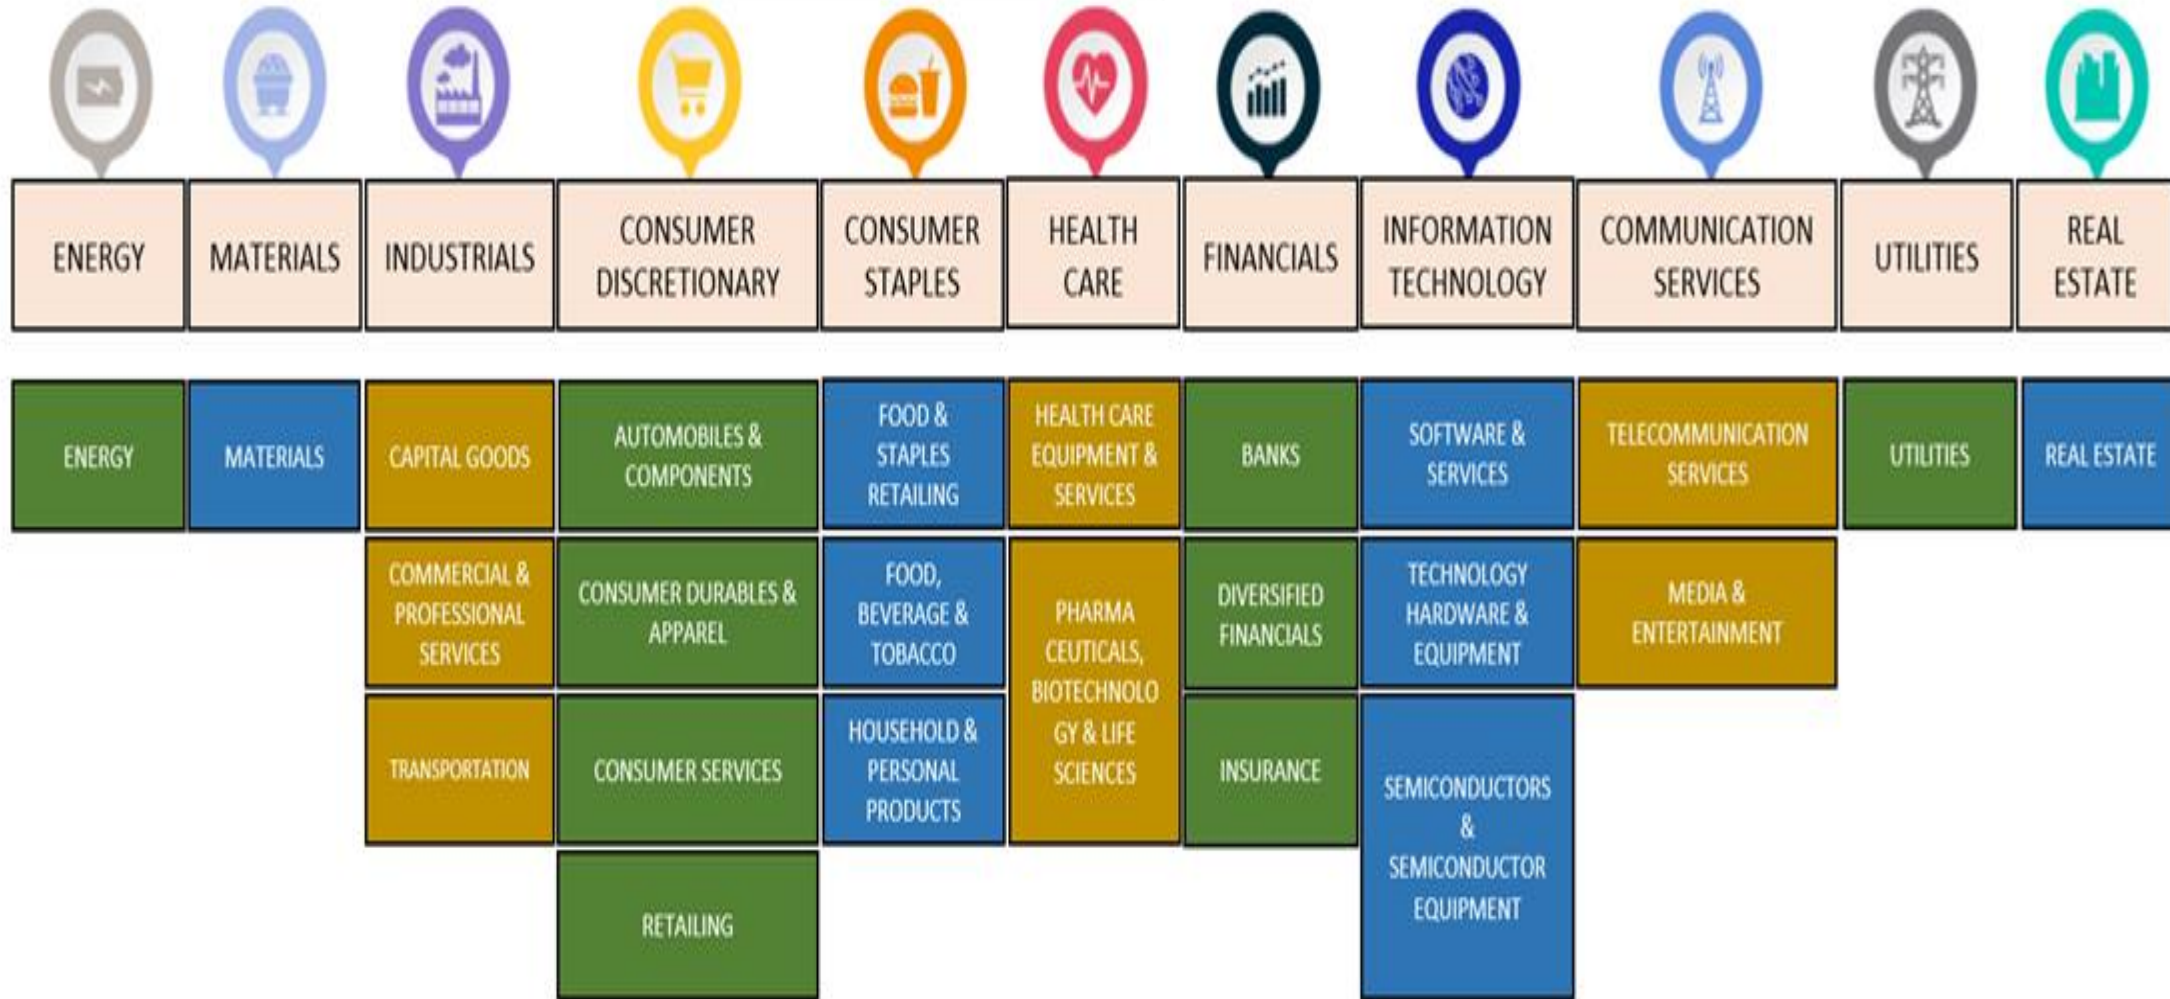 ENERGY
MATERIALS
INDUSTRIALS
CONSUMER
DISCRETIONARY
CONSUMER
STAPLES
HEALTH
CARE
FINANCIALS
INFORMATION
TECHNOLOGY
COMMUNICATION
SERVICES
UTILITIES
REAL
ESTATE
ENERGY
MATERIALS
CAPITAL GOODS
AUTOMOBILES &
COMPONENTS
FOOD &
STAPLES
RETAILING
HEALTH CARE
EQUIPMENT &
SERVICES
BANKS
SOFTWARE &
SERVICES
TELECOMMUNICATION
SERVICES
UTILITIES
REAL ESTATE
COMMERCIAL &
PROFESSIONAL
SERVICES
CONSUMER DURABLES &
APPAREL
FOOD,
BEVERAGE &
TOBACCO
PHARMA
CEUTICALS,
BIOTECHNOLO
GY & LIFE
SCIENCES
DIVERSIFIED
FINANCIALS
TECHNOLOGY
HARDWARE &
EQUIPMENT
MEDIA &
ENTERTAINMENT
TRANSPORTATION
CONSUMER SERVICES
HOUSEHOLD &
PERSONAL
PRODUCTS
INSURANCE
SEMICONDUCTORS
&
SEMICONDUCTOR
EQUIPMENT
RETAILING